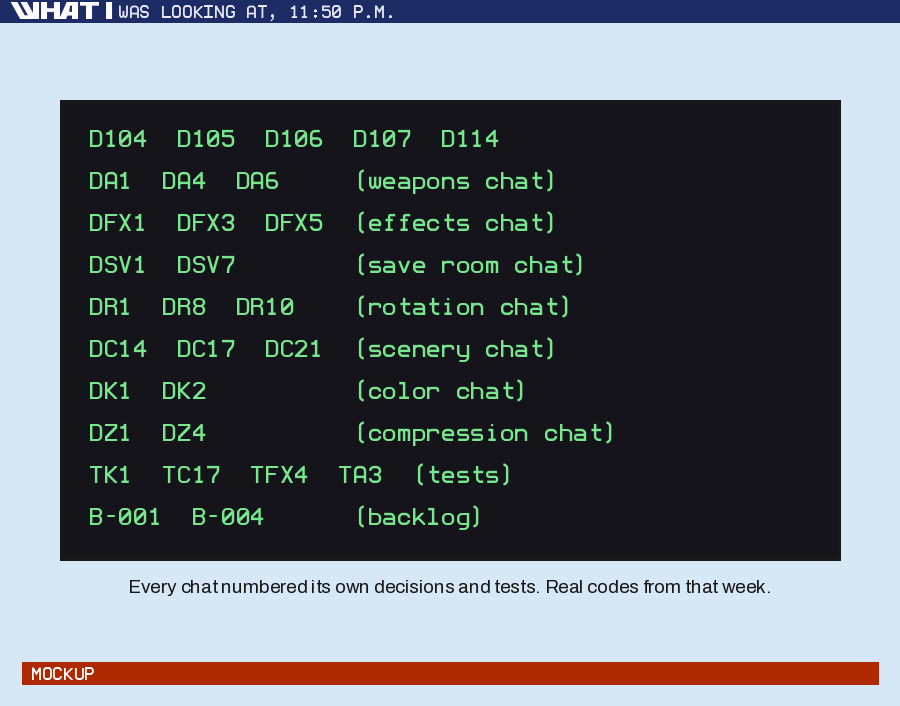 WHAT I WAS LOOKING AT, 11:50 P.M.
D104 D105 D106 D107 D114
DA1 DA4 DA6 (weapons chat)
DFX1 DFX3 DFX5 (effects chat)
DSV1 DSV7 (save room chat)
DR1 DR8 DR10 (rotation chat)
DC14 DC17 DC21 (scenery chat)
DK1 DK2 (color chat)
DZ1 DZ4 (compression chat)
TK1 TC17 TFX4 TA3 (tests)
B-001 B-004 (backlog)
Every chat numbered its own decisions and tests. Real codes from that week.
MOCKUP